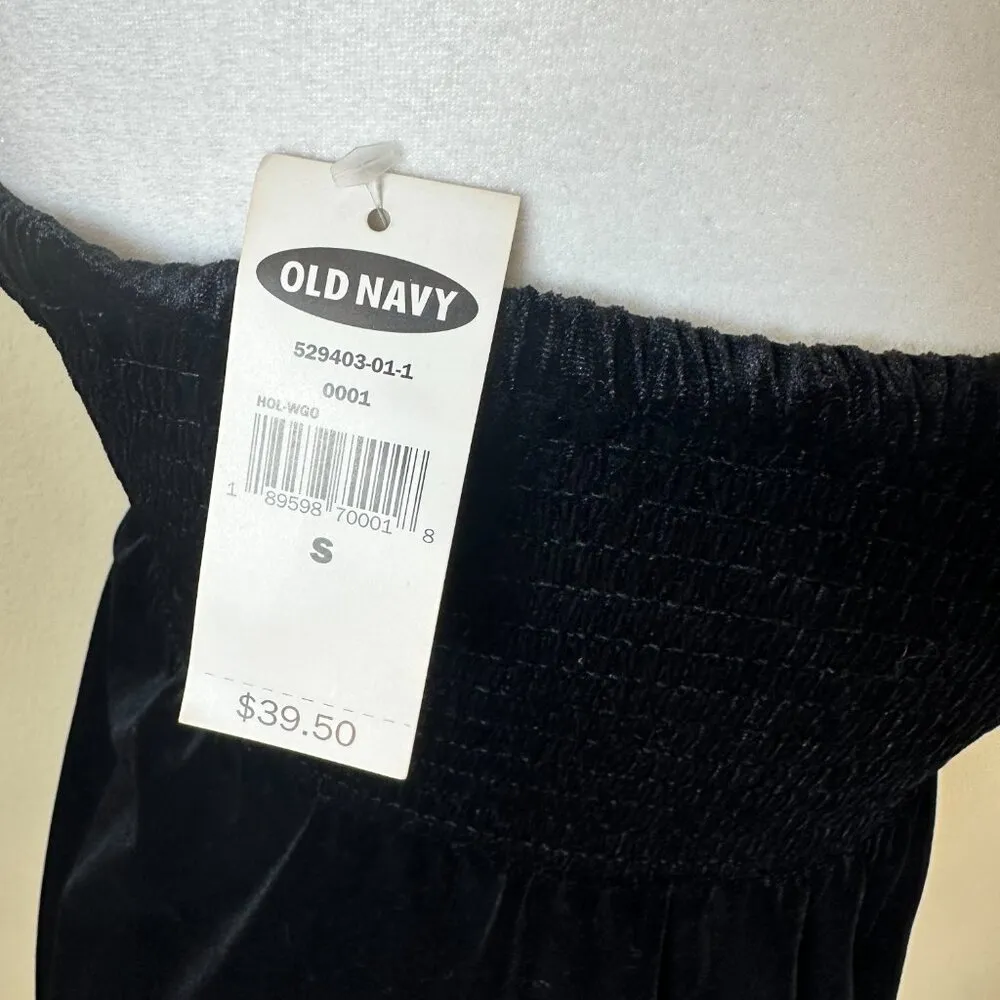 OLD NAVY
529403-01-1
0001
HOL-WGO
1 89598 70001 8
S
$39.50